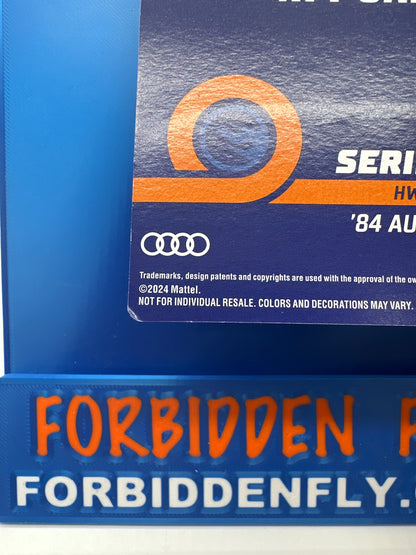 SERI
HW
'84 AU
Trademarks, design patents and copyrights are used with the approval of the ow
©2024 Mattel.
NOT FOR INDIVIDUAL RESALE. COLORS AND DECORATIONS MAY VARY.
FORBIDDEN F
FORBIDDENFLY.